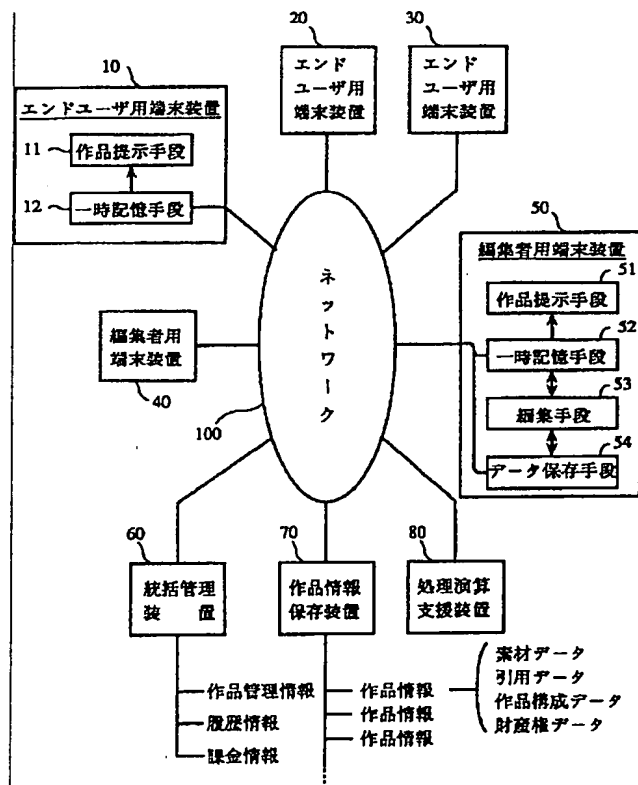 20
エンド
ユーザ用
端末装置
30
エンド
ユーザ用
端末装置
10
エンドユーザ用端末装置
11
作品提示手段
12
一時記憶手段
ネットワーク
100
編集者用
端末装置
40
50
編集者用端末装置
51
作品提示手段
52
一時記憶手段
53
編集手段
54
データ保存手段
60
統括管理
装 置
作品管理情報
履歴情報
課金情報
70
作品情報
保存装置
作品情報
作品情報
作品情報
80
処理演算
支援装置
素材データ
引用データ
作品構成データ
財産権データ